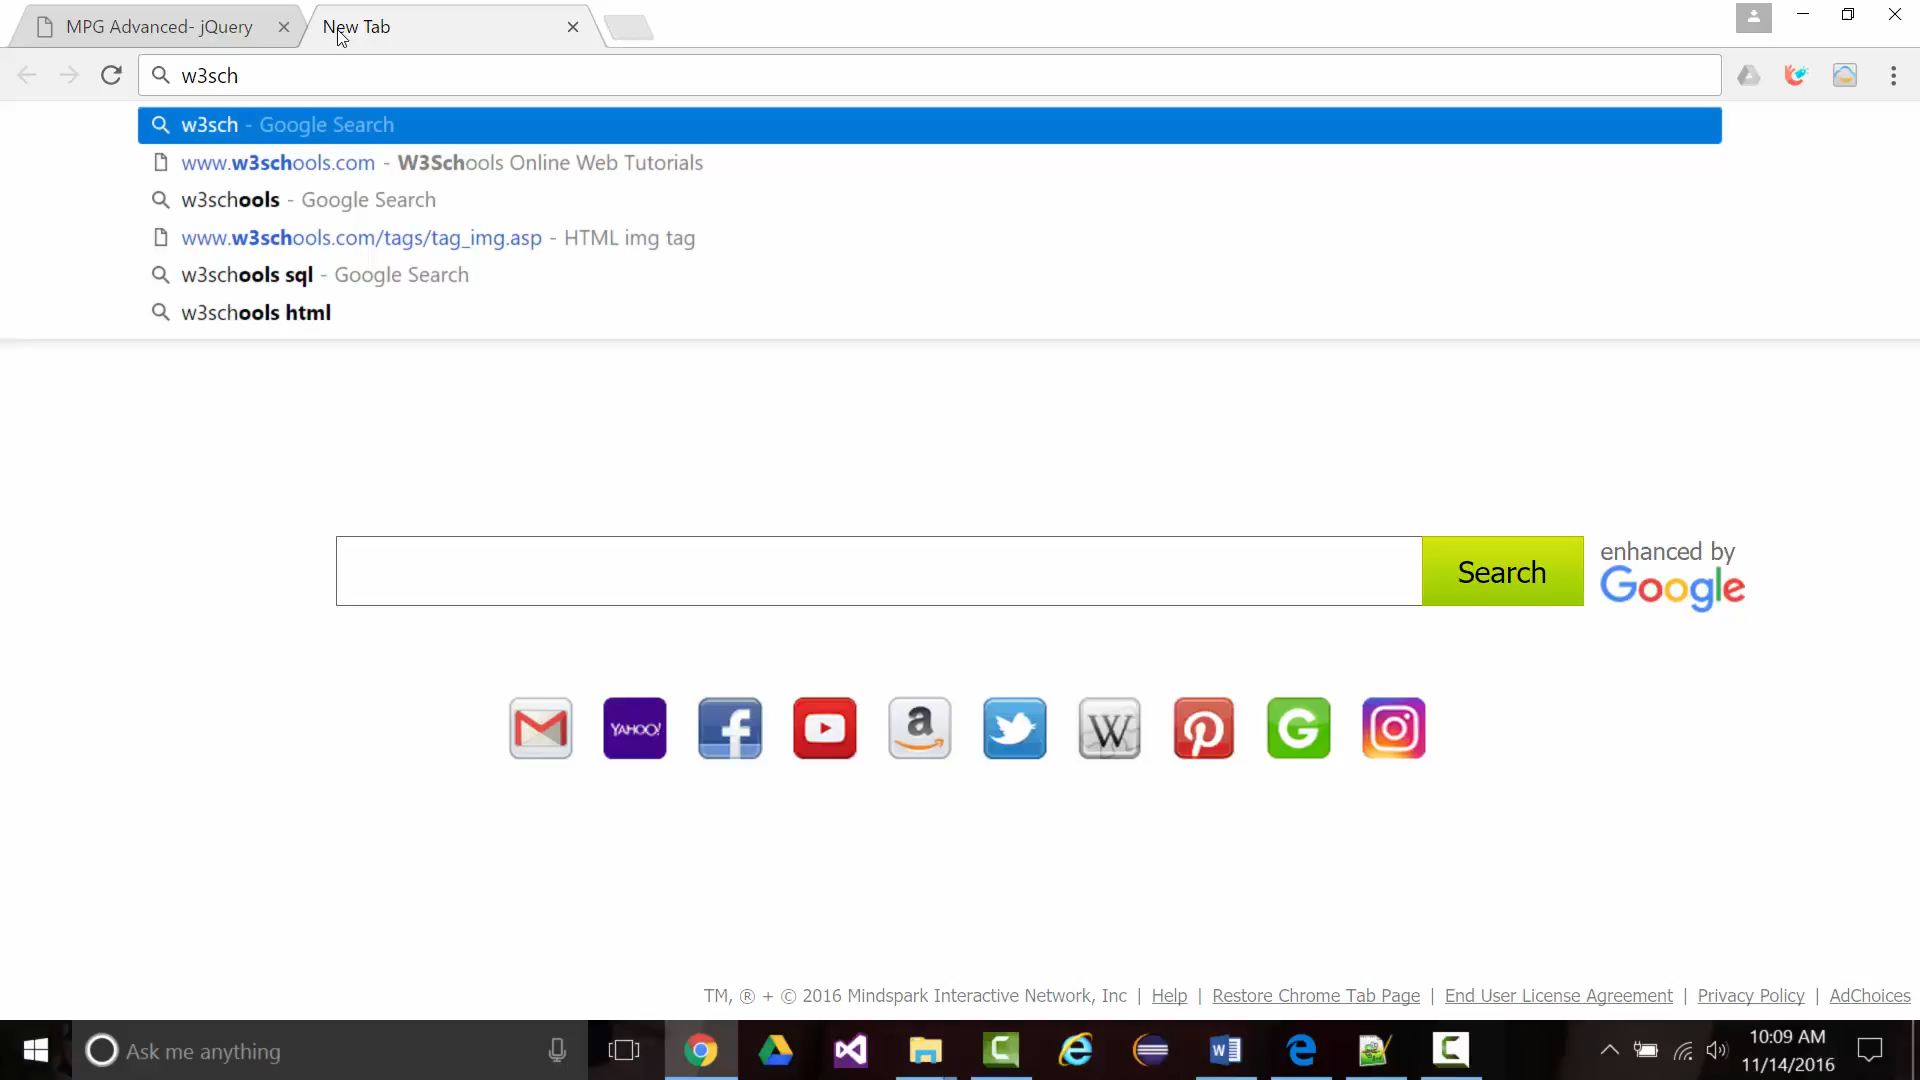 MPG Advanced- jQuery
New Tab
w3sch
w3sch - Google Search
www.w3schools.com - W3Schools Online Web Tutorials
w3schools - Google Search
www.w3schools.com/tags/tag_img.asp - HTML img tag
w3schools sql - Google Search
w3schools html
Search
enhanced by
Google
YAHOO!
TM, ® + © 2016 Mindspark Interactive Network, Inc | Help | Restore Chrome Tab Page | End User License Agreement | Privacy Policy | AdChoices
Ask me anything
10:09 AM
11/14/2016